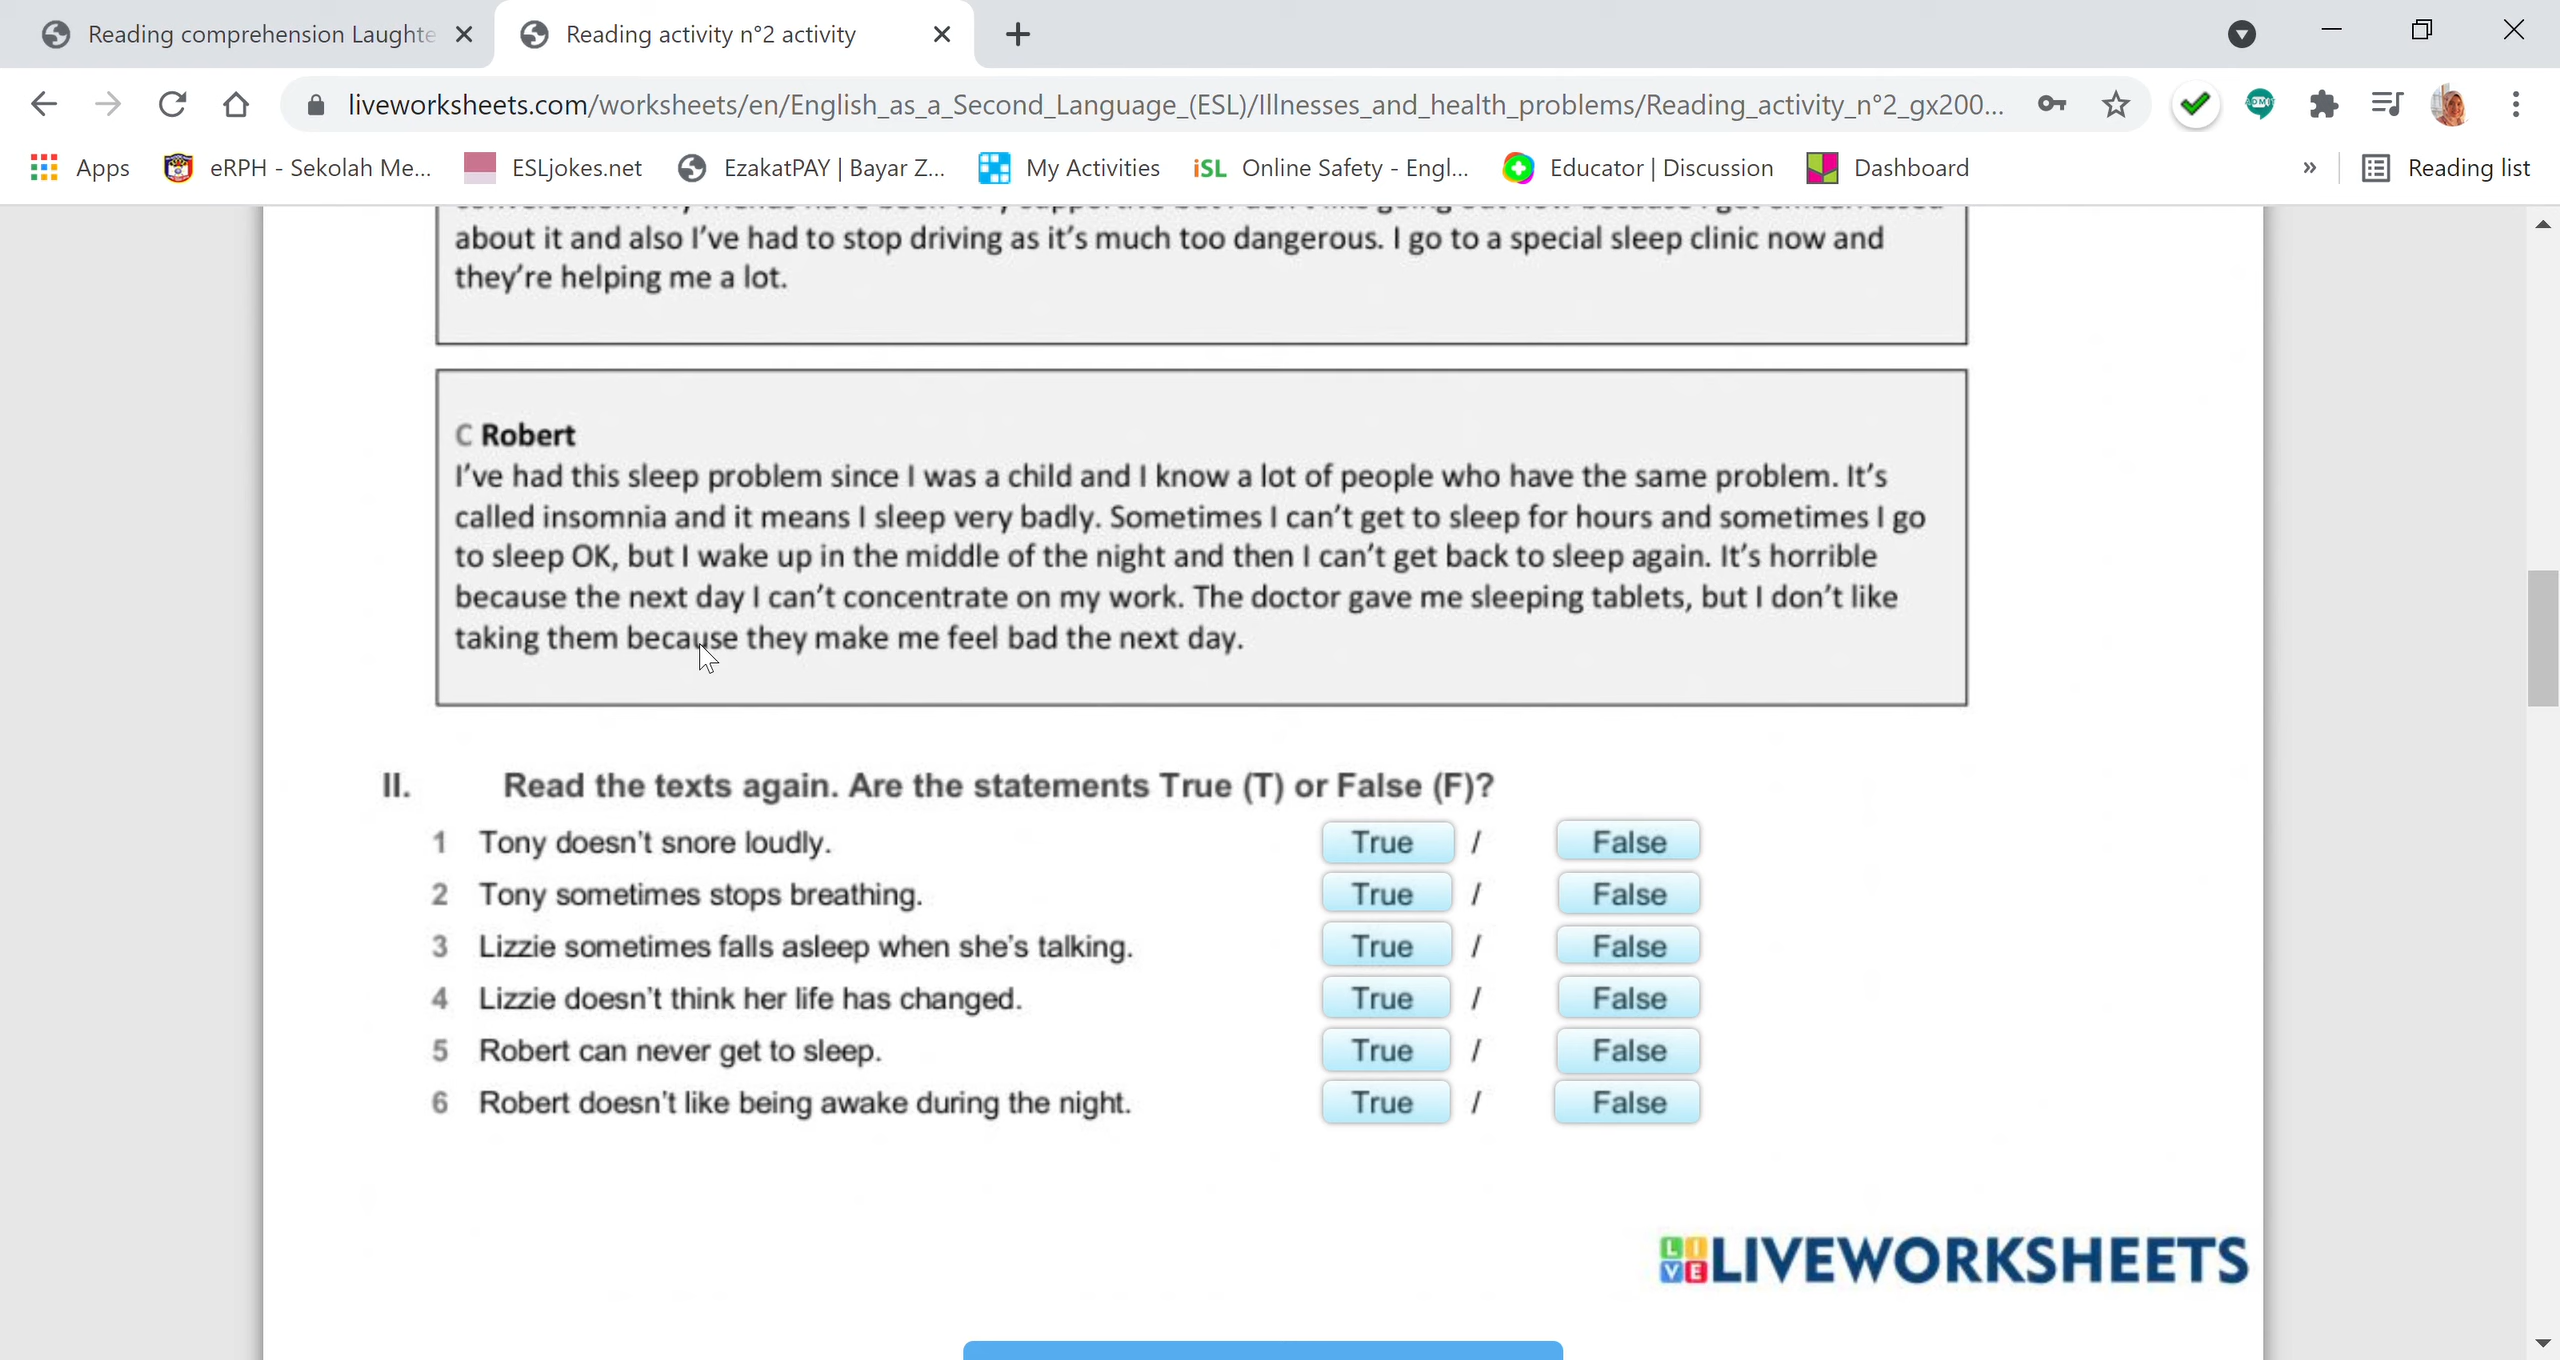 Reading comprehension Laughte
Reading activity n°2 activity
liveworksheets.com/worksheets/en/English_as_a_Second_Language_(ESL)/Illnesses_and_health_problems/Reading_activity_n°2_gx200...
Apps eRPH - Sekolah Me... ESLjokes.net EzakatPAY | Bayar Z... My Activities iSL Online Safety - Engl... Educator | Discussion Dashboard » Reading list
about it and also I've had to stop driving as it's much too dangerous. I go to a special sleep clinic now and
they're helping me a lot.
C Robert
I've had this sleep problem since I was a child and I know a lot of people who have the same problem. It's
called insomnia and it means I sleep very badly. Sometimes I can't get to sleep for hours and sometimes I go
to sleep OK, but I wake up in the middle of the night and then I can't get back to sleep again. It's horrible
because the next day I can't concentrate on my work. The doctor gave me sleeping tablets, but I don't like
taking them because they make me feel bad the next day.
II. Read the texts again. Are the statements True (T) or False (F)?
1 Tony doesn't snore loudly. True / False
2 Tony sometimes stops breathing. True / False
3 Lizzie sometimes falls asleep when she's talking. True / False
4 Lizzie doesn't think her life has changed. True / False
5 Robert can never get to sleep. True / False
6 Robert doesn't like being awake during the night. True / False
LIVE LIVEWORKSHEETS